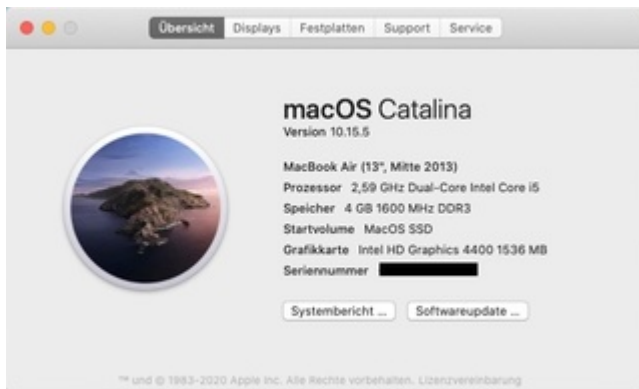 Übersicht Displays Festplatten Support Service
macOS Catalina
Version 10.15.5
MacBook Air (13", Mitte 2013)
Prozessor 2,59 GHz Dual-Core Intel Core i5
Speicher 4 GB 1600 MHz DDR3
Startvolume MacOS SSD
Grafikkarte Intel HD Graphics 4400 1536 MB
Seriennummer
Systembericht ... Softwareupdate ...
™ und © 1983-2020 Apple Inc. Alle Rechte vorbehalten. Lizenzvereinbarung